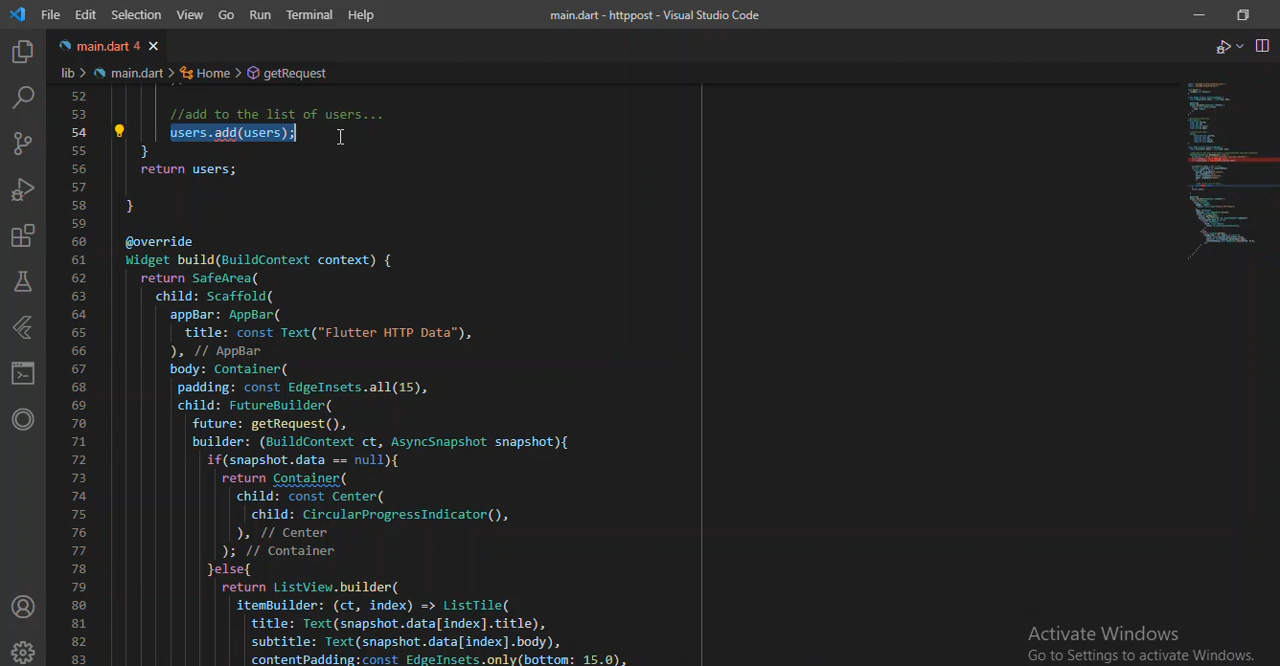 File Edit Selection View Go Run Terminal Help
main.dart - httppost - Visual Studio Code
main.dart 4
lib > main.dart > Home > getRequest
52
53 //add to the list of users...
54 users.add(users);
55 }
56 return users;
57
58 }
59
60 @override
61 Widget build(BuildContext context) {
62 return SafeArea(
63 child: Scaffold(
64 appBar: AppBar(
65 title: const Text("Flutter HTTP Data"),
66 ), // AppBar
67 body: Container(
68 padding: const EdgeInsets.all(15),
69 child: FutureBuilder(
70 future: getRequest(),
71 builder: (BuildContext ct, AsyncSnapshot snapshot){
72 if(snapshot.data == null){
73 return Container(
74 child: const Center(
75 child: CircularProgressIndicator(),
76 ), // Center
77 ); // Container
78 }else{
79 return ListView.builder(
80 itemBuilder: (ct, index) => ListTile(
81 title: Text(snapshot.data[index].title),
82 subtitle: Text(snapshot.data[index].body),
83 contentPadding:const EdgeInsets.only(bottom: 15.0),
Activate Windows
Go to Settings to activate Windows.